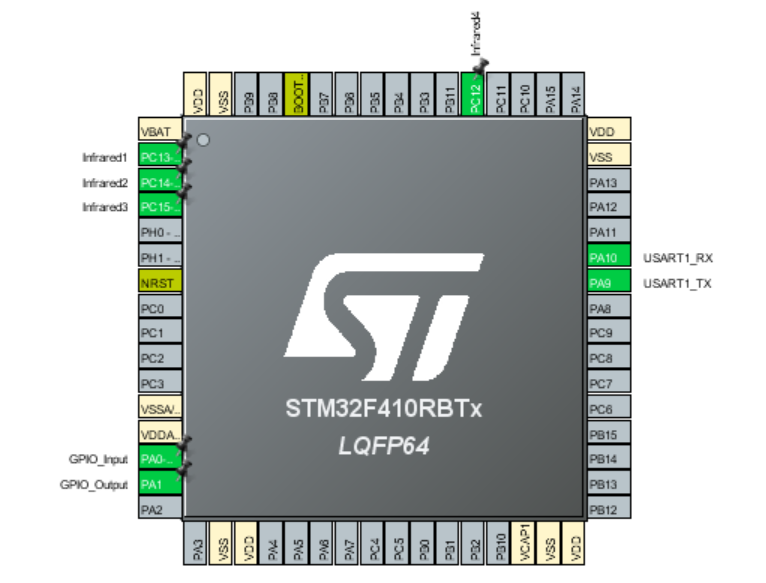 Infrared4
VDD
VSS
PB9
PB8
BOOT..
PB7
PB6
PB5
PB4
PB3
PB11
PC12
PC11
PC10
PA15
PA14
VBAT
Infrared1 PC13-..
Infrared2 PC14-..
Infrared3 PC15-..
PH0 - ..
PH1 - ..
NRST
PC0
PC1
PC2
PC3
VSSA/..
VDDA..
GPIO_Input PA0-..
GPIO_Output PA1
PA2
STM32F410RBTx
LQFP64
VDD
VSS
PA13
PA12
PA11
PA10 USART1_RX
PA9 USART1_TX
PA8
PC9
PC8
PC7
PC6
PB15
PB14
PB13
PB12
PA3
VSS
VDD
PA4
PA5
PA6
PA7
PC4
PC5
PB0
PB1
PB2
PB10
VCAP1
VSS
VDD